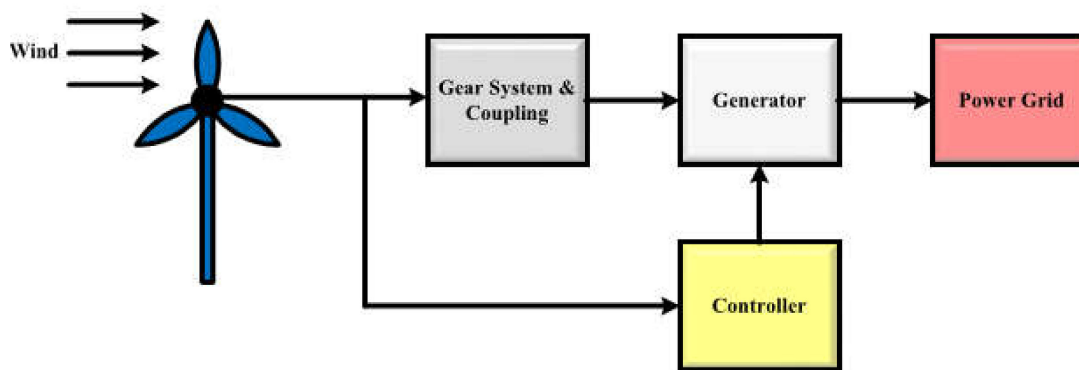 Wind
Gear System &
Coupling
Generator
Power Grid
Controller